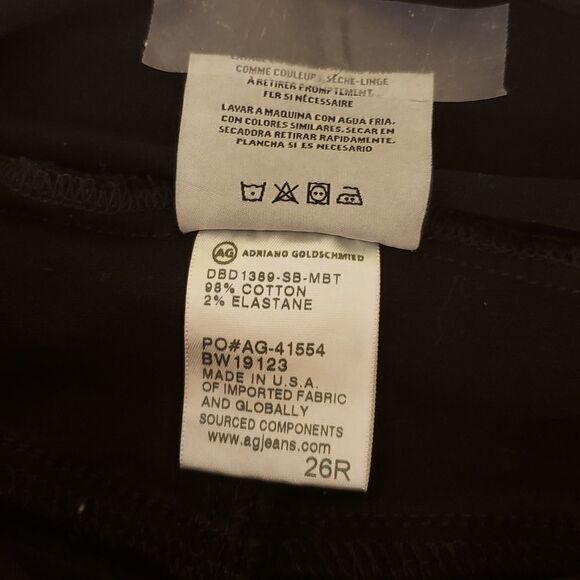 COMME COULEUR, SÈCHE-LINGE
À RETIRER PROMPTEMENT.
FER SI NÉCESSAIRE
LAVAR A MAQUINA CON AGUA FRIA,
CON COLORES SIMILARES. SECAR EN
SECADORA RETIRAR RAPIDAMENTE.
PLANCHA SI ES NECESARIO
AG ADRIANO GOLDSCHMIED
DBD1389-SB-MBT
98% COTTON
2% ELASTANE
PO#AG-41554
BW19123
MADE IN U.S.A.
OF IMPORTED FABRIC
AND GLOBALLY
SOURCED COMPONENTS
www.agjeans.com
26R